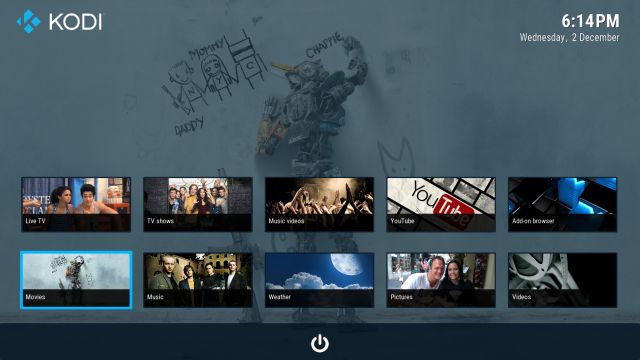 KODI
6:14PM
Wednesday, 2 December
MOMMY
CHAPPIE
N Y C
DADDY
Live TV
TV shows
Music videos
YouTube
YouTube
Add-on browser
Movies
Music
Weather
Pictures
Videos